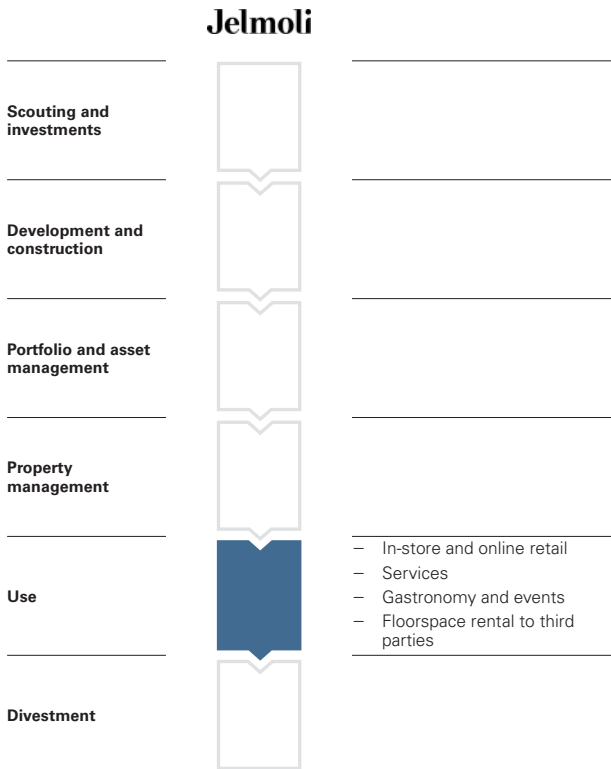 Jelmoli
Scouting and
investments
Development and
construction
Portfolio and asset
management
Property
management
Use
– In-store and online retail
– Services
– Gastronomy and events
– Floorspace rental to third
parties
Divestment